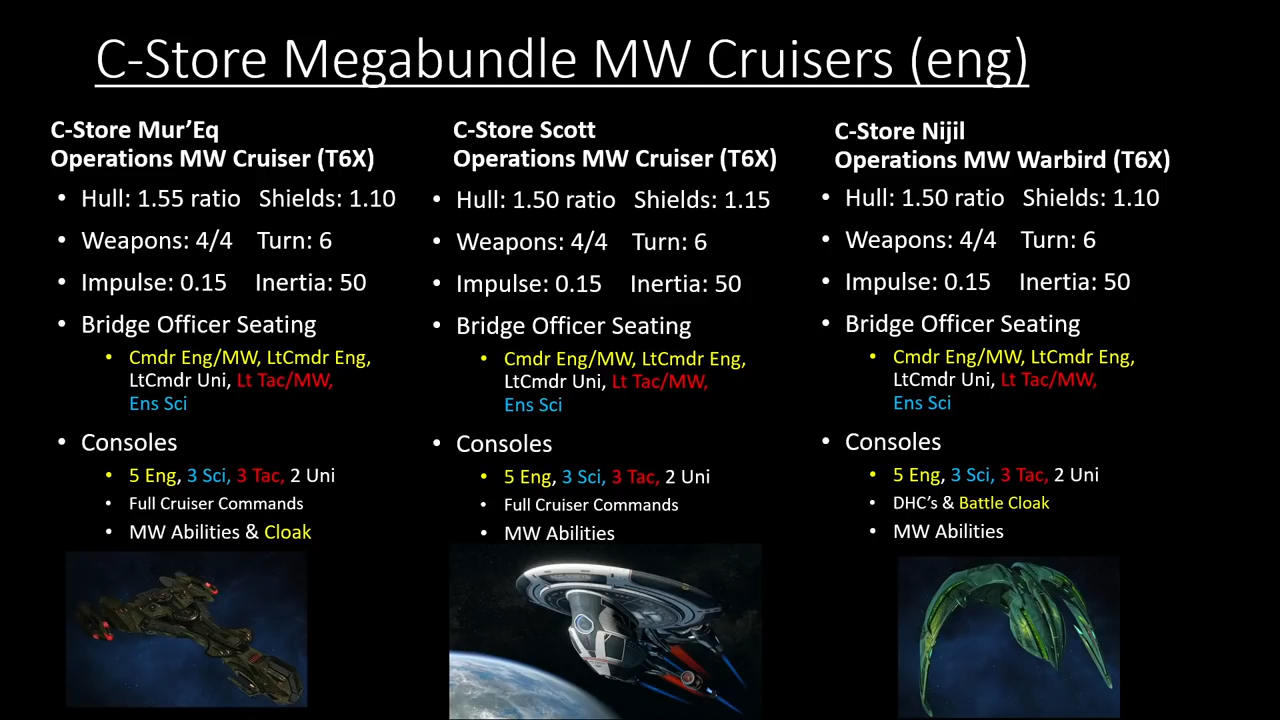 C-Store Megabundle MW Cruisers (eng)
C-Store Mur’Eq
Operations MW Cruiser (T6X)
• Hull: 1.55 ratio Shields: 1.10
• Weapons: 4/4 Turn: 6
• Impulse: 0.15 Inertia: 50
• Bridge Officer Seating
• Cmdr Eng/MW, LtCmdr Eng,
LtCmdr Uni, Lt Tac/MW,
Ens Sci
• Consoles
• 5 Eng, 3 Sci, 3 Tac, 2 Uni
• Full Cruiser Commands
• MW Abilities & Cloak
C-Store Scott
Operations MW Cruiser (T6X)
• Hull: 1.50 ratio Shields: 1.15
• Weapons: 4/4 Turn: 6
• Impulse: 0.15 Inertia: 50
• Bridge Officer Seating
• Cmdr Eng/MW, LtCmdr Eng,
LtCmdr Uni, Lt Tac/MW,
Ens Sci
• Consoles
• 5 Eng, 3 Sci, 3 Tac, 2 Uni
• Full Cruiser Commands
• MW Abilities
C-Store Nijil
Operations MW Warbird (T6X)
• Hull: 1.50 ratio Shields: 1.10
• Weapons: 4/4 Turn: 6
• Impulse: 0.15 Inertia: 50
• Bridge Officer Seating
• Cmdr Eng/MW, LtCmdr Eng,
LtCmdr Uni, Lt Tac/MW,
Ens Sci
• Consoles
• 5 Eng, 3 Sci, 3 Tac, 2 Uni
• DHC’s & Battle Cloak
• MW Abilities